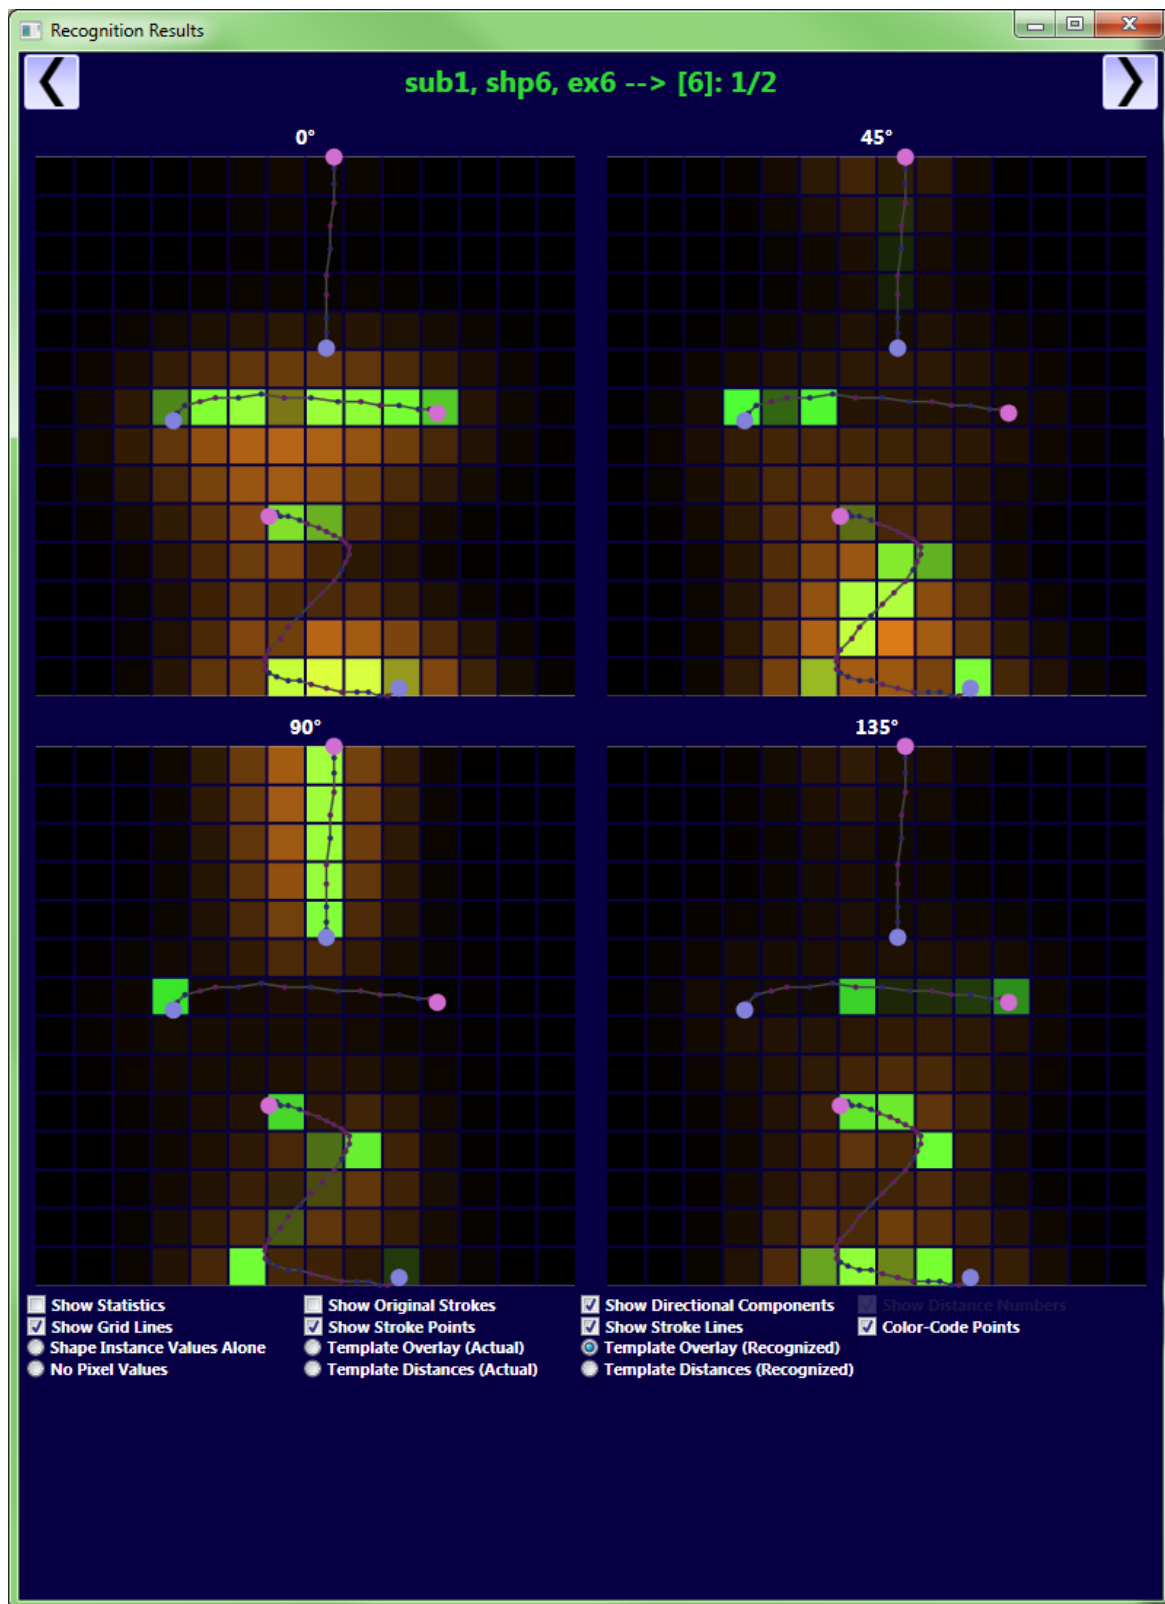 Recognition Results
sub1, shp6, ex6 --> [6]: 1/2
0° 45°
90° 135°
Show Statistics Show Original Strokes Show Directional Components Show Distance Numbers
Show Grid Lines Show Stroke Points Show Stroke Lines Color-Code Points
Shape Instance Values Alone Template Overlay (Actual) Template Overlay (Recognized)
No Pixel Values Template Distances (Actual) Template Distances (Recognized)